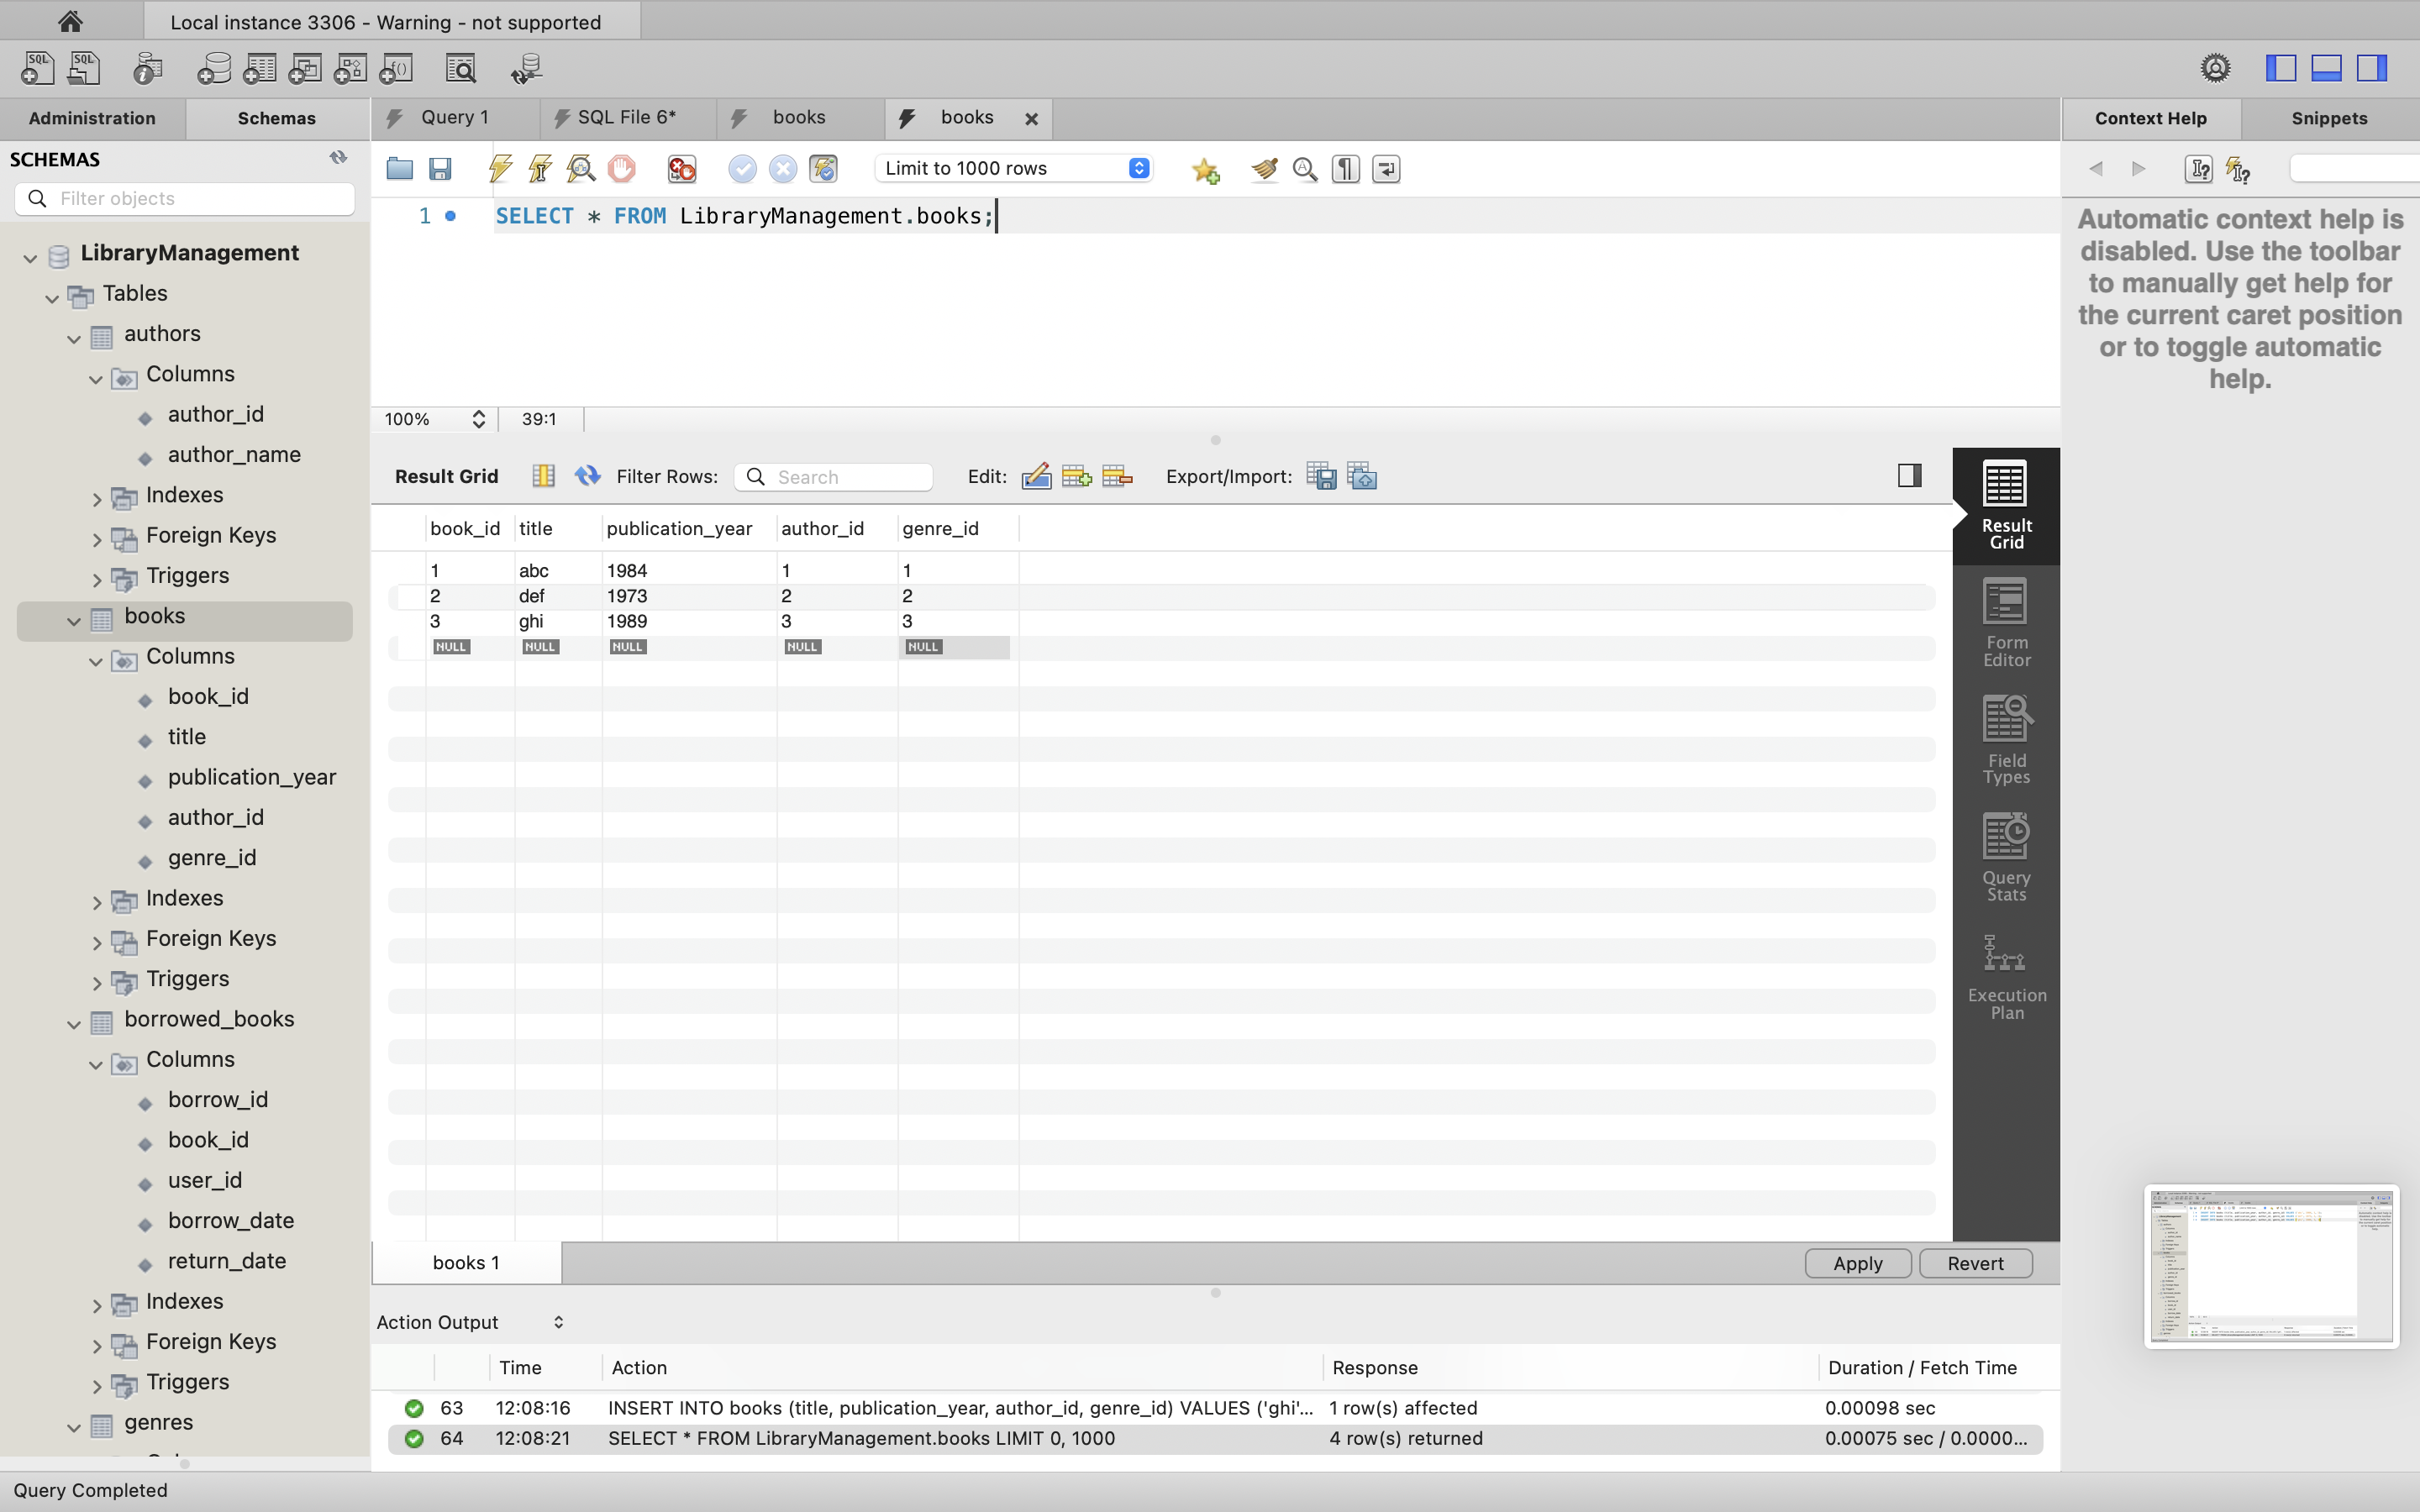 Local instance 3306 - Warning - not supported
Administration
Schemas
Query 1
SQL File 6*
books
books
Context Help
Snippets
SCHEMAS
Limit to 1000 rows
Filter objects
1
SELECT * FROM LibraryManagement.books;
Automatic context help is
disabled. Use the toolbar
to manually get help for
the current caret position
or to toggle automatic
help.
LibraryManagement
Tables
authors
Columns
author_id
author_name
Indexes
Foreign Keys
Triggers
books
Columns
book_id
title
publication_year
author_id
genre_id
Indexes
Foreign Keys
Triggers
borrowed_books
Columns
borrow_id
book_id
user_id
borrow_date
return_date
Indexes
Foreign Keys
Triggers
genres
100%
39:1
Result Grid
Filter Rows:
Search
Edit:
Export/Import:
book_id title publication_year author_id genre_id
1 abc 1984 1 1
2 def 1973 2 2
3 ghi 1989 3 3
NULL NULL NULL NULL NULL
Result
Grid
Form
Editor
Field
Types
Query
Stats
Execution
Plan
books 1
Apply
Revert
Action Output
Time Action Response Duration / Fetch Time
63 12:08:16 INSERT INTO books (title, publication_year, author_id, genre_id) VALUES ('ghi'... 1 row(s) affected 0.00098 sec
64 12:08:21 SELECT * FROM LibraryManagement.books LIMIT 0, 1000 4 row(s) returned 0.00075 sec / 0.0000...
Query Completed